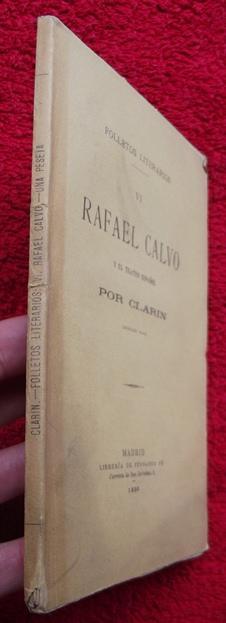 CLARIN.—FOLLETOS LITERARIOS: VI. RAFAEL CALVO,—UNA PESETA
FOLLETOS LITERARIOS
VI
RAFAEL CALVO
Y EL TEATRO ESPAÑOL
POR CLARIN
MADRID
LIBRERÍA DE FERNANDO FÉ
Carrera de San Jerónimo, 2
1890